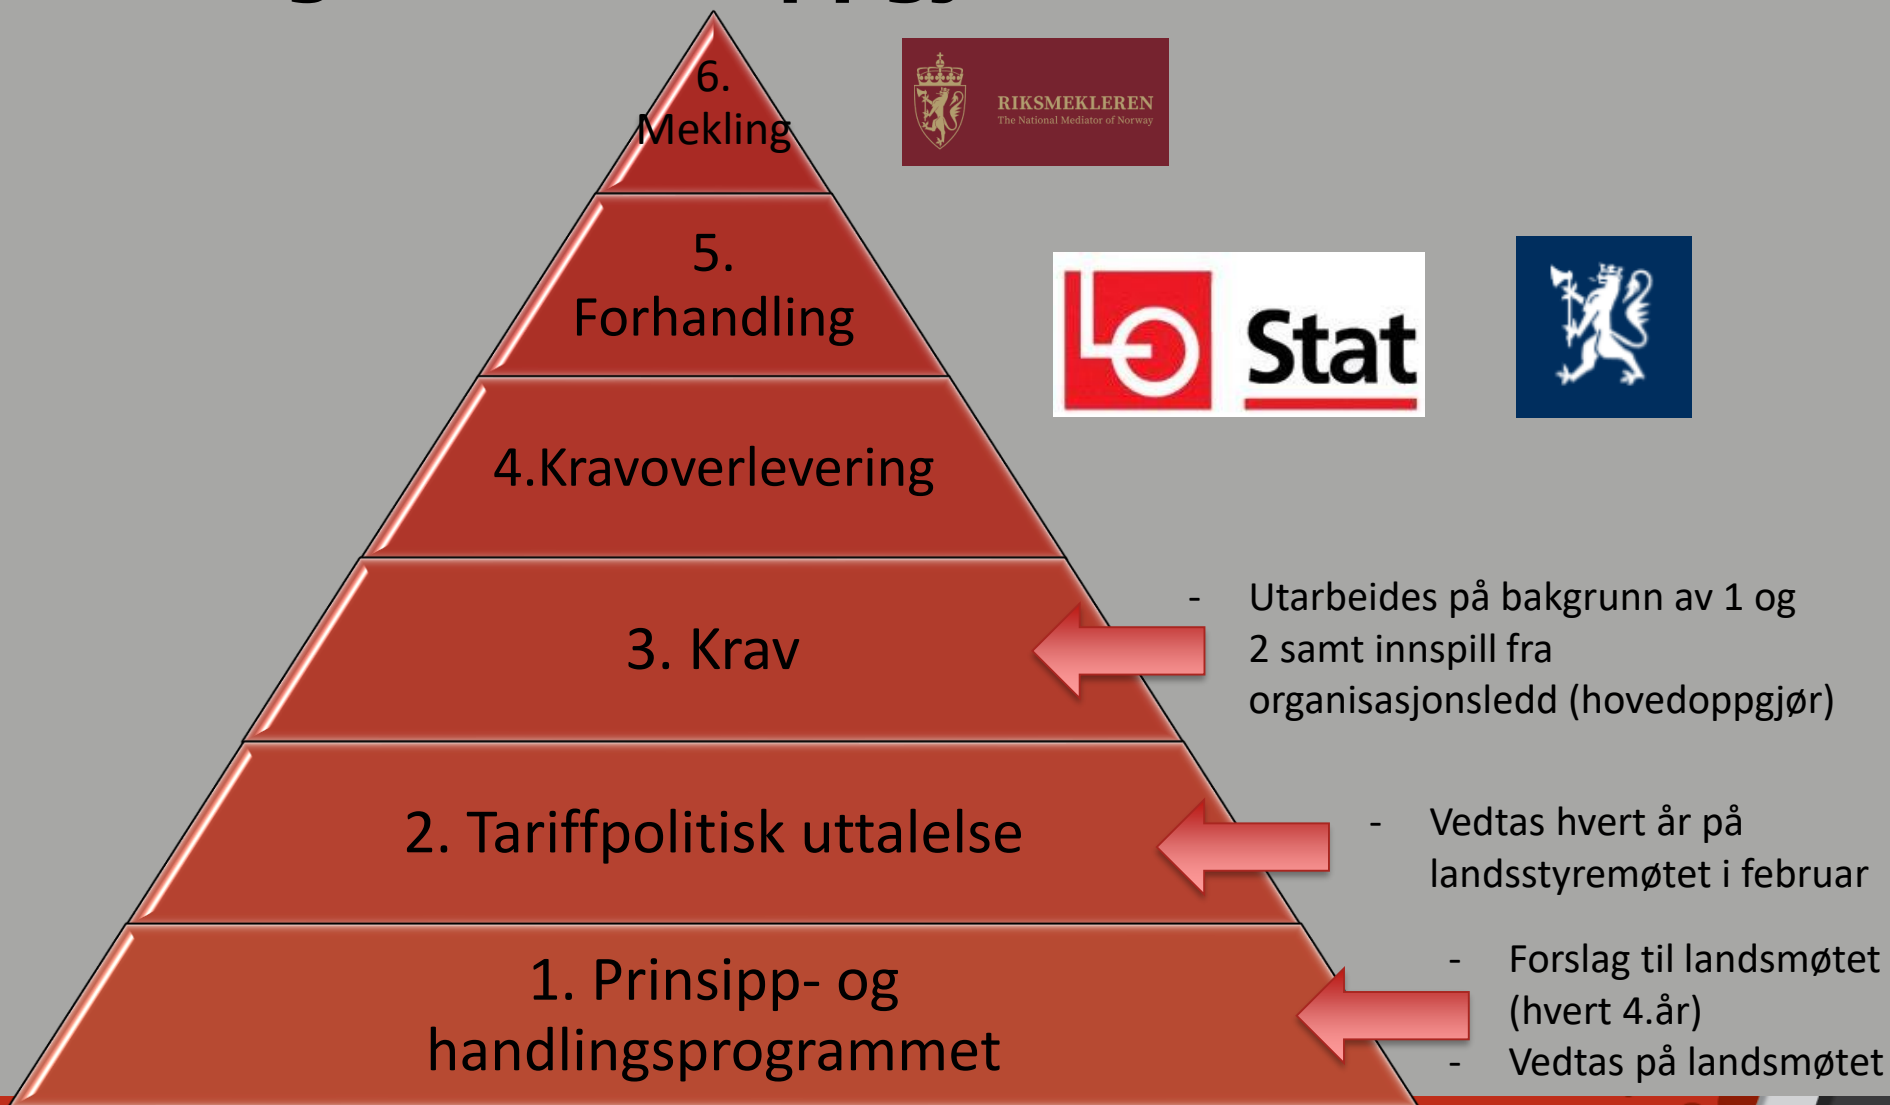 6.
Mekling
RIKSMEKLEREN
The National Mediator of Norway
5.
Forhandling
LO Stat
4.Kravoverlevering
3. Krav
- Utarbeides på bakgrunn av 1 og
2 samt innspill fra
organisasjonsledd (hovedoppgjør)
2. Tariffpolitisk uttalelse
- Vedtas hvert år på
landsstyremøtet i februar
1. Prinsipp- og
handlingsprogrammet
- Forslag til landsmøtet
(hvert 4.år)
- Vedtas på landsmøtet